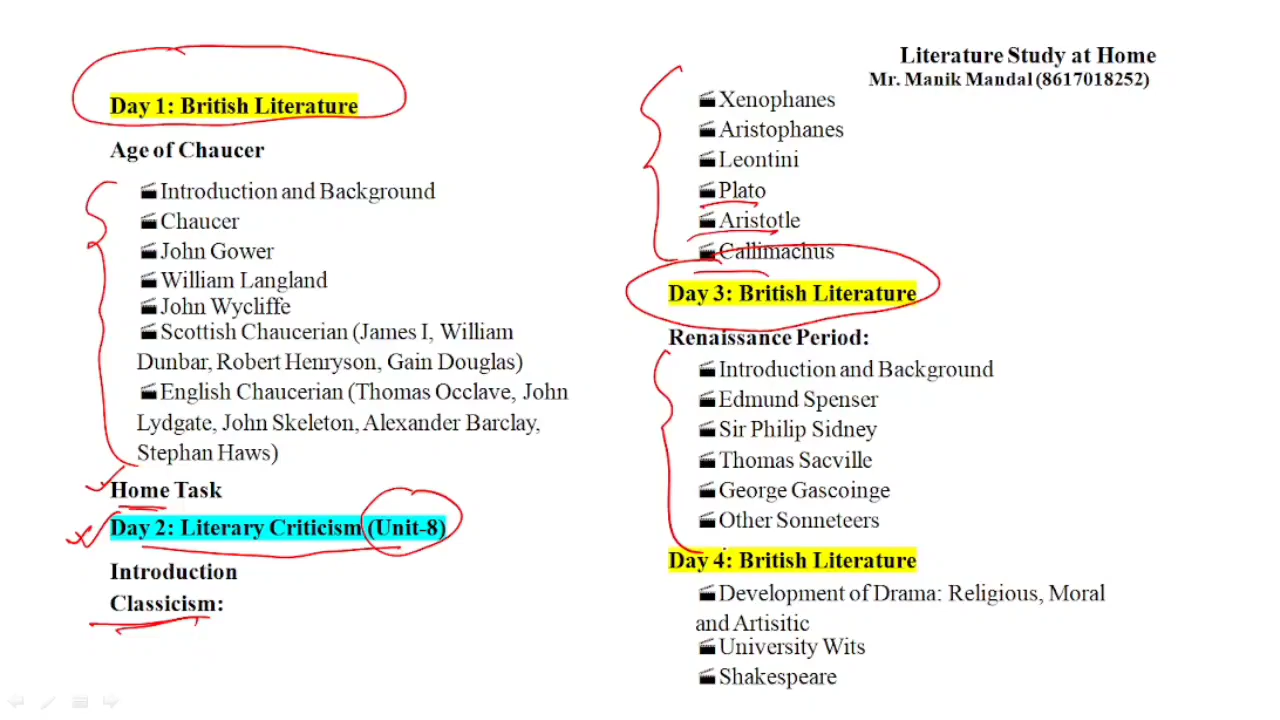 Day 1: British Literature
Age of Chaucer
Introduction and Background
Chaucer
John Gower
William Langland
John Wycliffe
Scottish Chaucerian (James I, William
Dunbar, Robert Henryson, Gain Douglas)
English Chaucerian (Thomas Occlave, John
Lydgate, John Skeleton, Alexander Barclay,
Stephan Haws)
Home Task
Day 2: Literary Criticism (Unit-8)
Introduction
Classicism:
Literature Study at Home
Mr. Manik Mandal (8617018252)
Xenophanes
Aristophanes
Leontini
Plato
Aristotle
Callimachus
Day 3: British Literature
Renaissance Period:
Introduction and Background
Edmund Spenser
Sir Philip Sidney
Thomas Sacville
George Gascoinge
Other Sonneteers
Day 4: British Literature
Development of Drama: Religious, Moral
and Artisitic
University Wits
Shakespeare